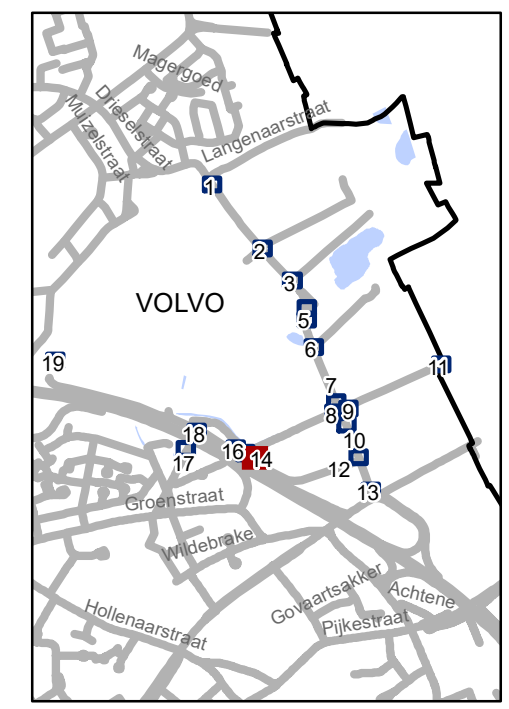 Magergoed
Drieselstraat
Muizelstraat
Langenaarstraat
1
2
3
VOLVO
5
6
19
11
7
8
9
18
10
16
14
17
12
13
Groenstraat
Wildebrake
Govaartsakker
Achtene
Hollenaarstraat
Pijkestraat